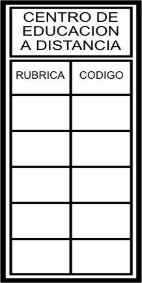 CENTRO DE
EDUCACION
A DISTANCIA
RUBRICA CODIGO